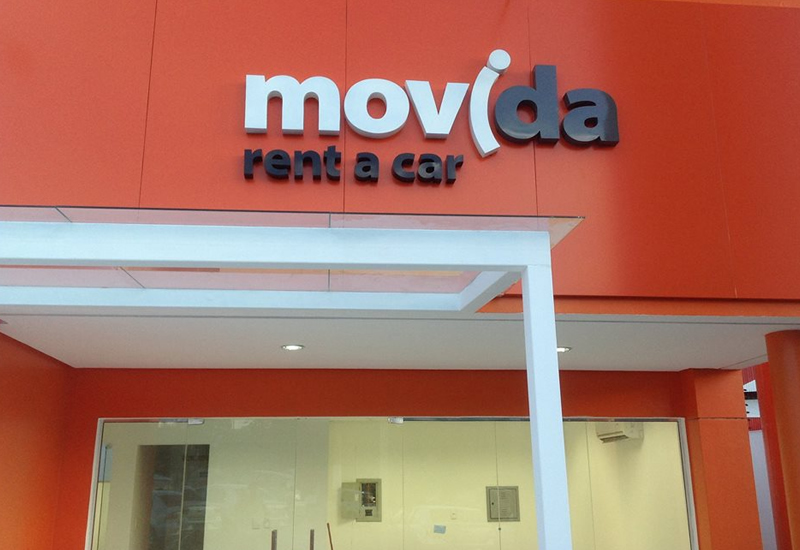 movida
rent a car